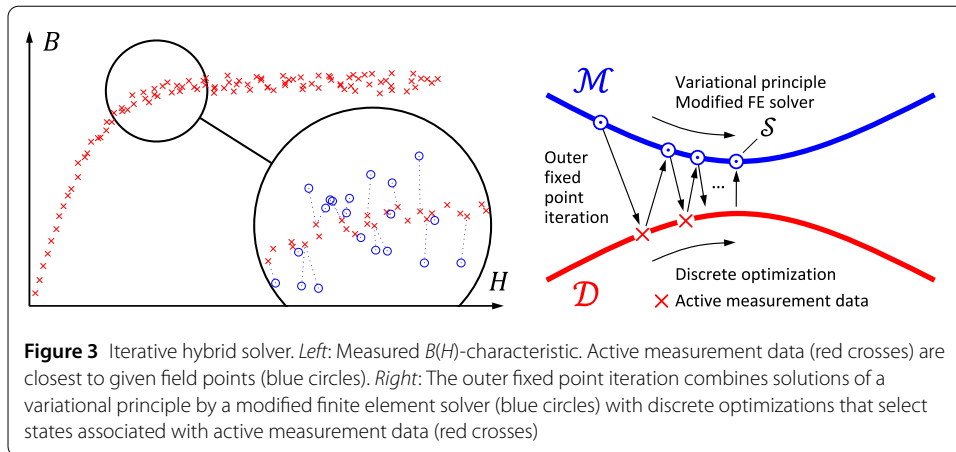 B
H
M
Variational principle
Modified FE solver
S
Outer
fixed
point
iteration
...
Discrete optimization
D
Active measurement data
Figure 3 Iterative hybrid solver. Left: Measured B(H)-characteristic. Active measurement data (red crosses) are
closest to given field points (blue circles). Right: The outer fixed point iteration combines solutions of a
variational principle by a modified finite element solver (blue circles) with discrete optimizations that select
states associated with active measurement data (red crosses)